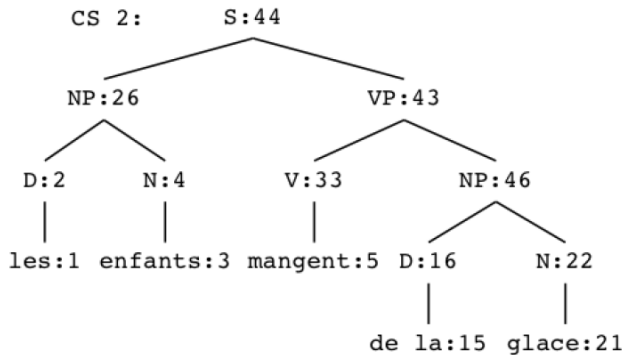 CS 2: S:44
NP:26 VP:43
D:2 N:4 V:33 NP:46
les:1 enfants:3 mangent:5 D:16 N:22
de la:15 glace:21